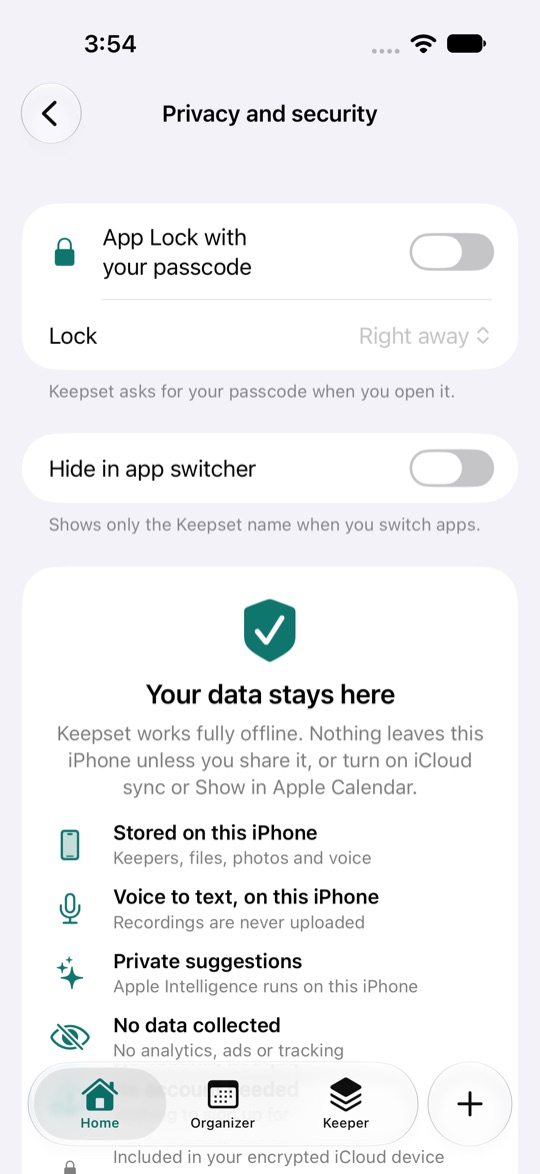 3:54
Privacy and security
App Lock with
your passcode
Lock
Right away
Keepset asks for your passcode when you open it.
Hide in app switcher
Shows only the Keepset name when you switch apps.
Your data stays here
Keepset works fully offline. Nothing leaves this
iPhone unless you share it, or turn on iCloud
sync or Show in Apple Calendar.
Stored on this iPhone
Keepers, files, photos and voice
Voice to text, on this iPhone
Recordings are never uploaded
Private suggestions
Apple Intelligence runs on this iPhone
No data collected
No analytics, ads or tracking
Home
Organizer
Keeper
Included in your encrypted iCloud device